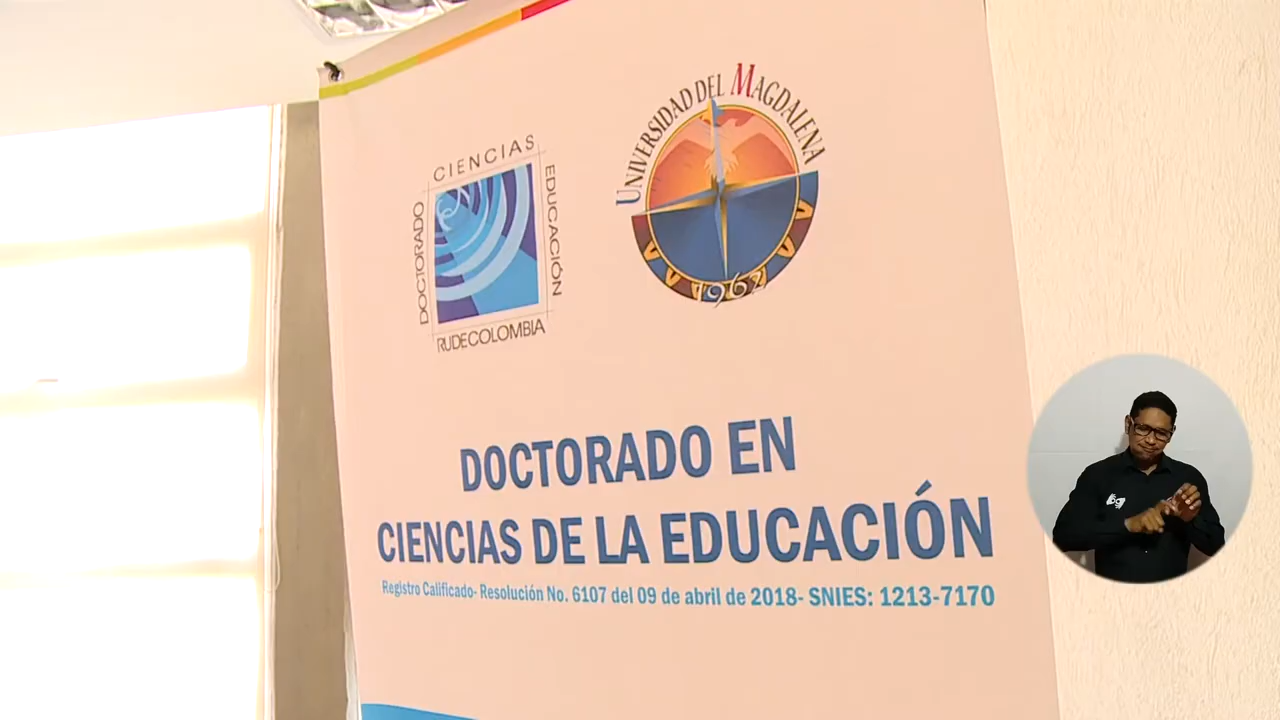 CIENCIAS
EDUCACIÓN
DOCTORADO
RUDECOLOMBIA
UNIVERSIDAD DEL MAGDALENA
1962
DOCTORADO EN
CIENCIAS DE LA EDUCACIÓN
Registro Calificado- Resolución No. 6107 del 09 de abril de 2018- SNIES: 1213-7170